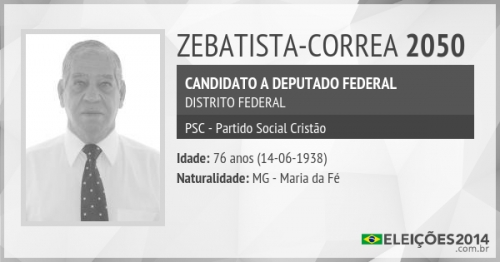 ZEBATISTA-CORREA 2050
CANDIDATO A DEPUTADO FEDERAL
DISTRITO FEDERAL
PSC - Partido Social Cristão
Idade: 76 anos (14-06-1938)
Naturalidade: MG - Maria da Fé
ELEIÇÕES2014
.com.br